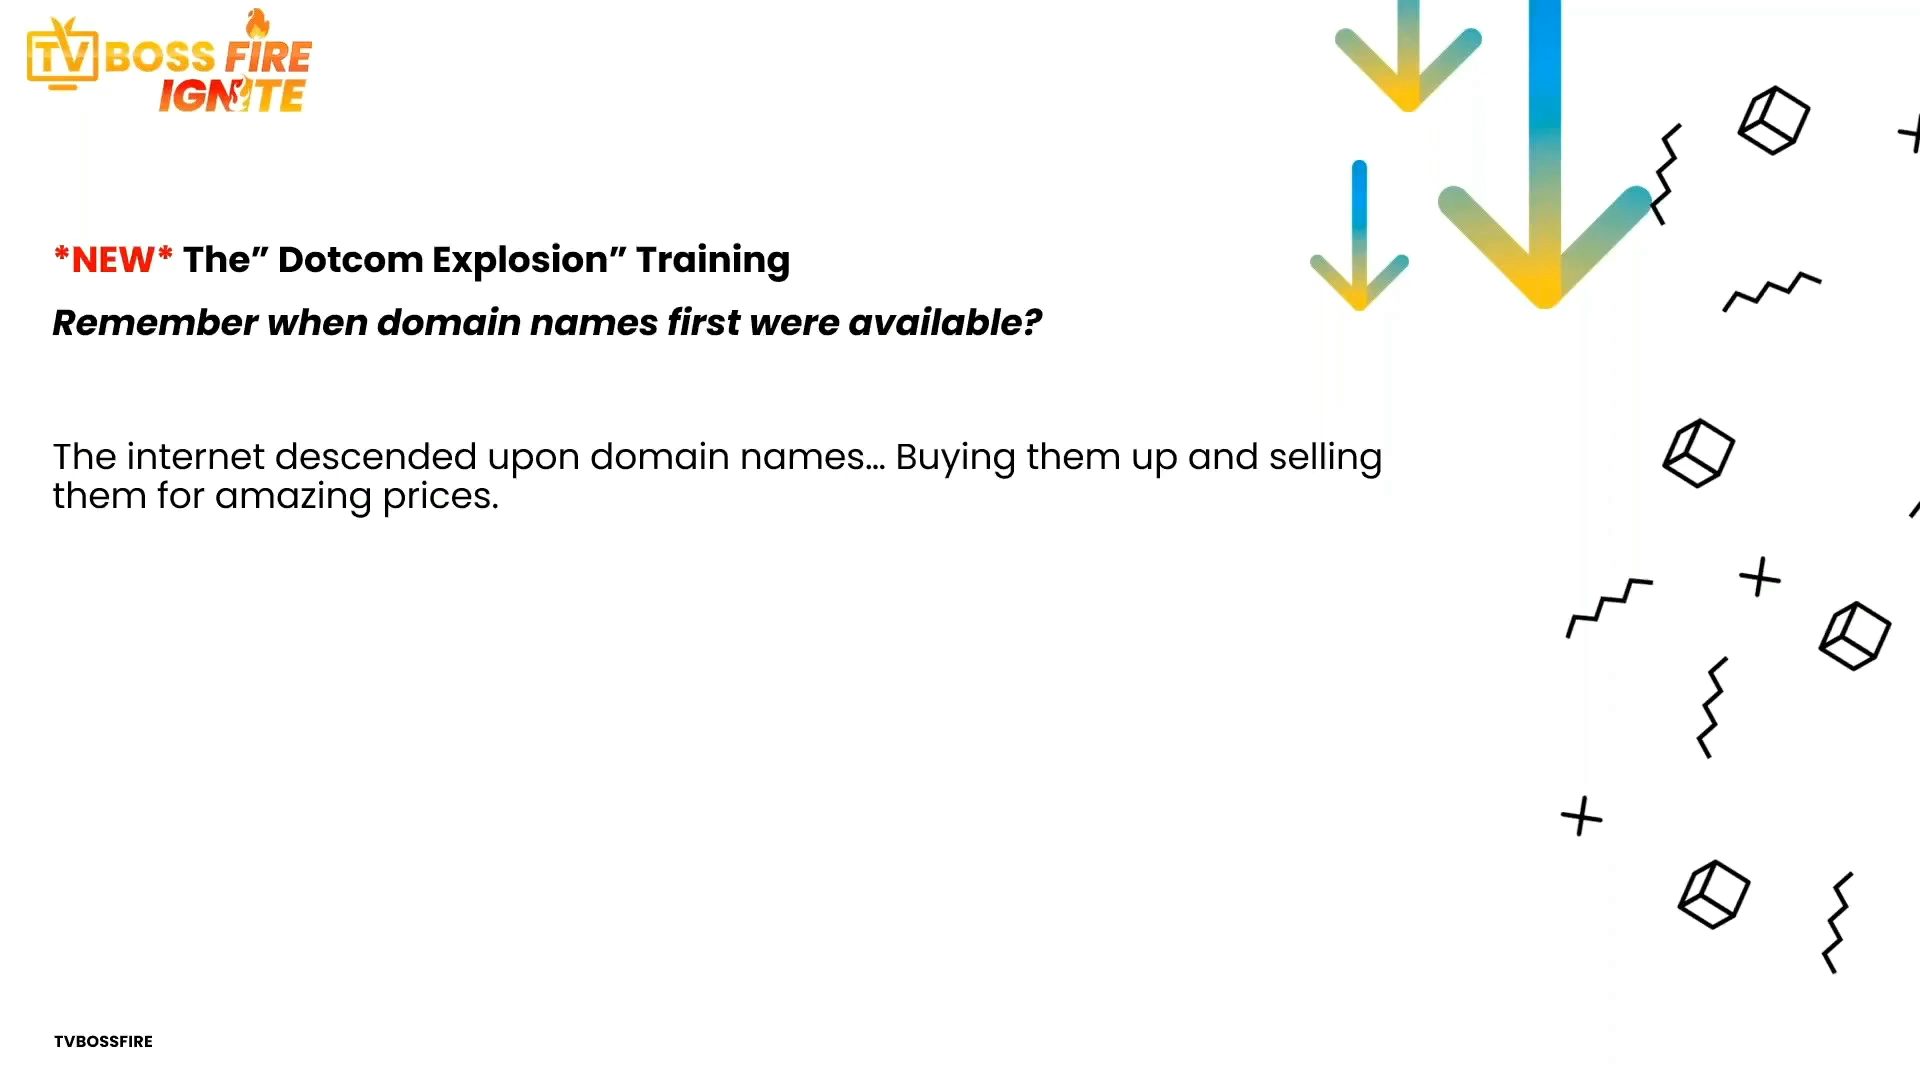 TV BOSS FIRE
IGNITE
*NEW* The” Dotcom Explosion” Training
Remember when domain names first were available?
The internet descended upon domain names... Buying them up and selling
them for amazing prices.
TVBOSSFIRE